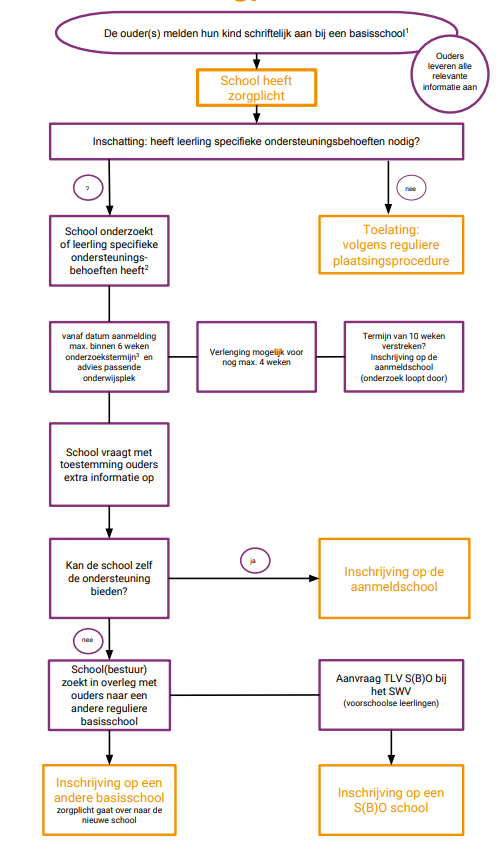 De ouder(s) melden hun kind schriftelijk aan bij een basisschool¹
Ouders
leveren alle
relevante
informatie aan
School heeft
zorgplicht
Inschatting: heeft leerling specifieke ondersteuningsbehoeften nodig?
?
nee
School onderzoekt
of leerling specifieke
ondersteunings-
behoeften heeft²
Toelating:
volgens reguliere
plaatsingsprocedure
vanaf datum aanmelding
max. binnen 6 weken
onderzoekstermijn³ en
advies passende
onderwijsplek
Verlenging mogelijk voor
nog max. 4 weken
Termijn van 10 weken
verstreken?
Inschrijving op de
aanmeldschool
(onderzoek loopt door)
School vraagt met
toestemming ouders
extra informatie op
Kan de school zelf
de ondersteuning
bieden?
ja
Inschrijving op de
aanmeldschool
nee
School(bestuur)
zoekt in overleg met
ouders naar een
andere reguliere
basisschool
Aanvraag TLV S(B)O bij
het SWV
(voorschoolse leerlingen)
Inschrijving op een
andere basisschool
zorgplicht gaat over naar de
nieuwe school
Inschrijving op een
S(B)O school